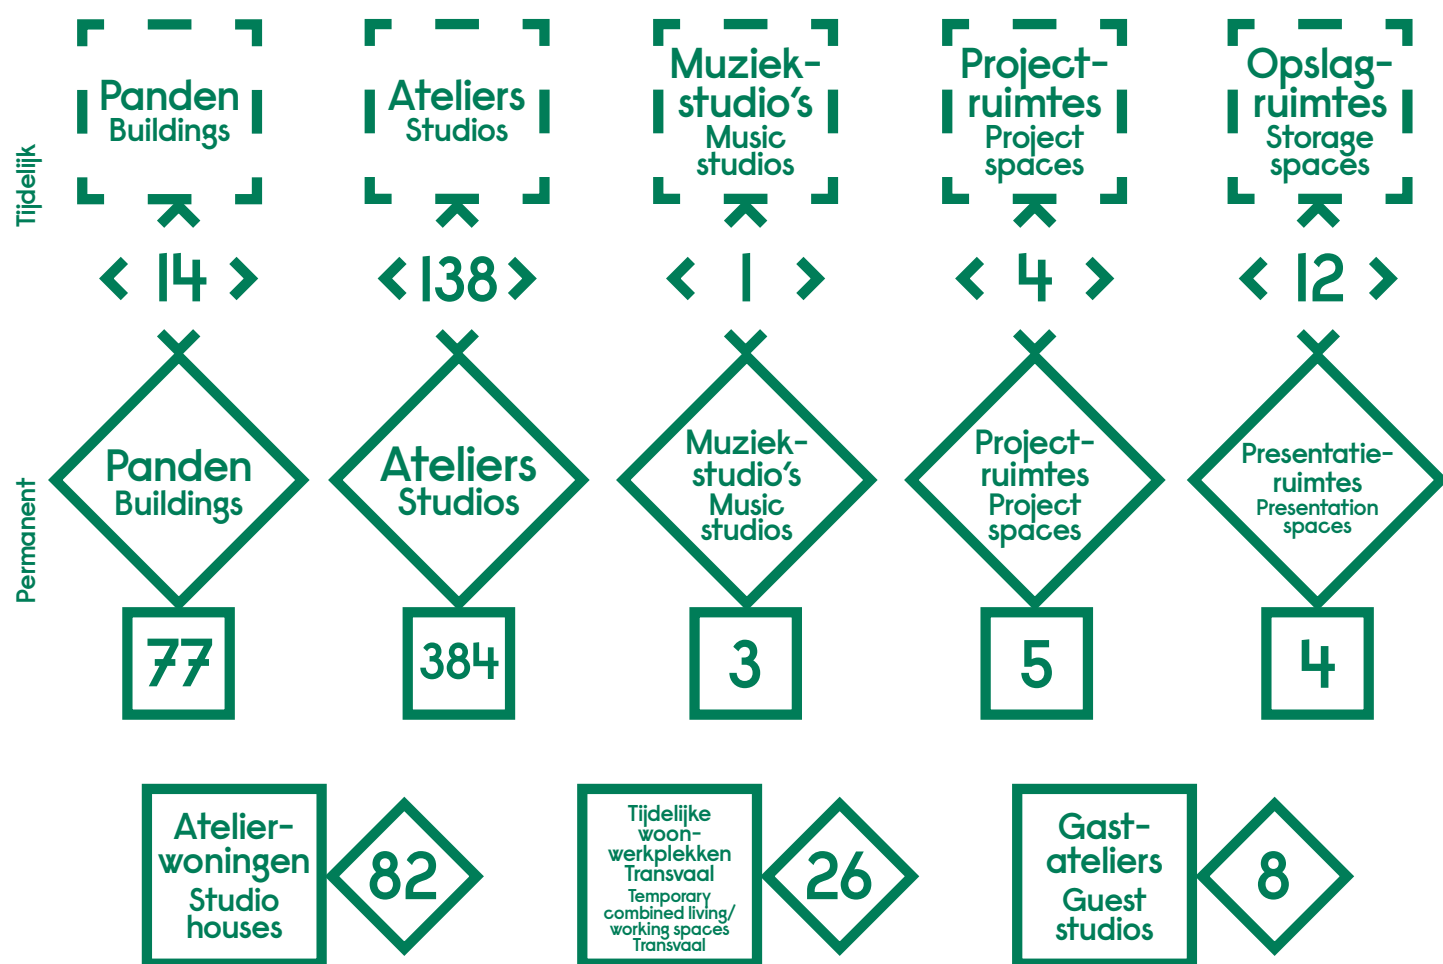 Tijdelijk
Panden
Buildings
14
Ateliers
Studios
138
Muziek-
studio's
Music
studios
1
Project-
ruimtes
Project
spaces
4
Opslag-
ruimtes
Storage
spaces
12
Permanent
Panden
Buildings
77
Ateliers
Studios
384
Muziek-
studio's
Music
studios
3
Project-
ruimtes
Project
spaces
5
Presentatie-
ruimtes
Presentation
spaces
4
Atelier-
woningen
Studio
houses
82
Tijdelijke
woon-
werkplekken
Transvaal
Temporary
combined living/
working spaces
Transvaal
26
Gast-
ateliers
Guest
studios
8